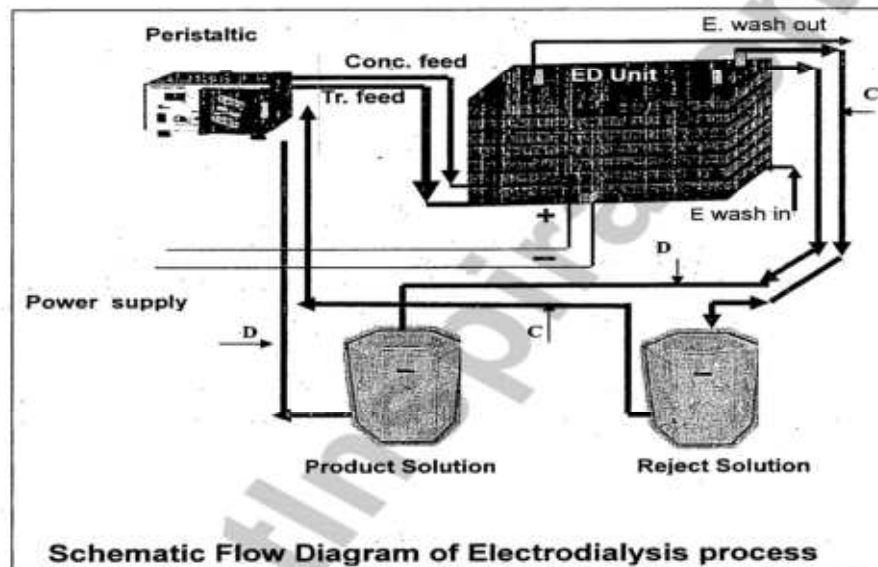 E. wash out
Peristaltic
Conc. feed
ED Unit
Tr. feed
C
E wash in
+
−
D
Power supply
D
C
Product Solution
Reject Solution
Schematic Flow Diagram of Electrodialysis process